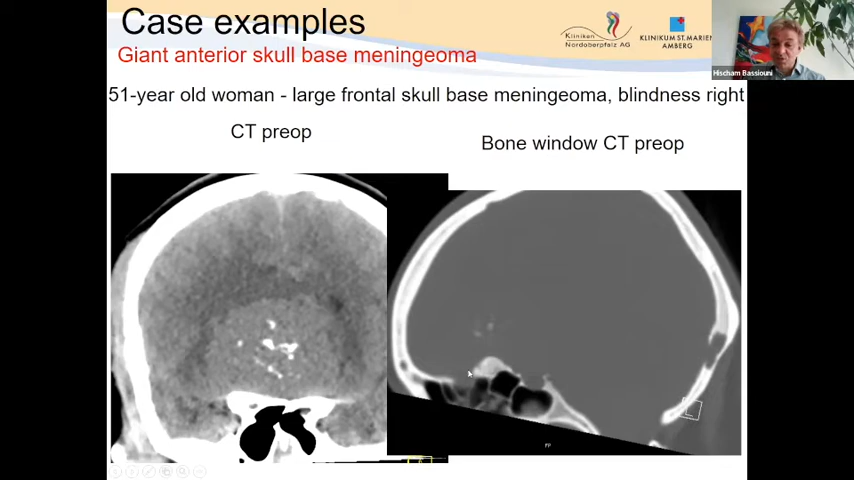 Case examples
Giant anterior skull base meningeoma
Kliniken
Nordoberpfalz AG
KLINIKUM ST. MARIEN
AMBERG
Hischam Bassiouni
51-year old woman - large frontal skull base meningeoma, blindness right
CT preop
Bone window CT preop
L